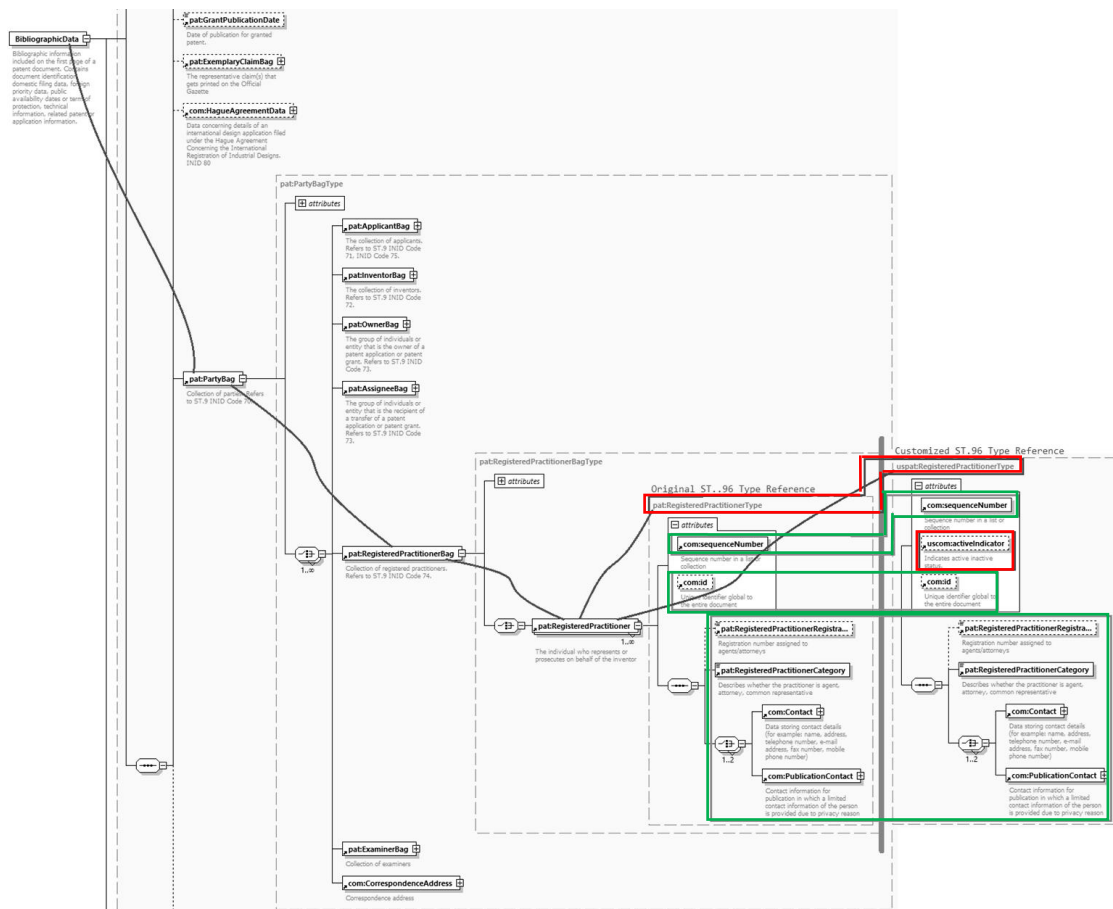 pat:GrantPublicationDate
Date of publication for granted
patent.
BibliographicData
Bibliographic information
included on the first page of a
patent document. Contains
document identification,
domestic filing data, foreign
priority data, public
availability dates or term of
protection, technical
information, related patent or
application information.
pat:ExemplaryClaimBag
The representative claim(s) that
gets printed on the Official
Gazette
com:HagueAgreementData
Data concerning details of an
international design application filed
under the Hague Agreement
Concerning the International
Registration of Industrial Designs.
INID 80
pat:PartyBagType
attributes
pat:ApplicantBag
The collection of applicants.
Refers to ST.9 INID Code
71, INID Code 75.
pat:InventorBag
The collection of inventors.
Refers to ST.9 INID Code
72.
pat:OwnerBag
The group of individuals or
entity that is the owner of a
patent application or patent
grant. Refers to ST.9 INID
Code 73.
pat:PartyBag
Collection of parties. Refers
to ST.9 INID Code 70.
pat:AssigneeBag
The group of individuals or
entity that is the recipient of
a transfer of a patent
application or patent grant.
Refers to ST.9 INID Code
73.
pat:RegisteredPractitionerBagType
attributes
pat:RegisteredPractitionerBag
1..∞
Collection of registered practitioners.
Refers to ST.9 INID Code 74.
pat:RegisteredPractitioner
1..∞
The individual who represents or
prosecutes on behalf of the inventor
Original ST..96 Type Reference
pat:RegisteredPractitionerType
attributes
com:sequenceNumber
Sequence number in a list or
collection
com:id
Unique identifier global to
the entire document
pat:RegisteredPractitionerRegistra...
Registration number assigned to
agents/attorneys
pat:RegisteredPractitionerCategory
Describes whether the practitioner is agent,
attorney, common representative
com:Contact
Data storing contact details
(for example: name, address,
telephone number, e-mail
address, fax number, mobile
phone number)
1..2
com:PublicationContact
Contact information for
publication in which a limited
contact information of the person
is provided due to privacy reason
Customized ST.96 Type Reference
uspat:RegisteredPractitionerType
attributes
com:sequenceNumber
Sequence number in a list or
collection
uscom:activeIndicator
Indicates active inactive
status.
com:id
Unique identifier global to
the entire document
pat:RegisteredPractitionerRegistra...
Registration number assigned to
agents/attorneys
pat:RegisteredPractitionerCategory
Describes whether the practitioner is agent,
attorney, common representative
com:Contact
Data storing contact details
(for example: name, address,
telephone number, e-mail
address, fax number, mobile
phone number)
1..2
com:PublicationContact
Contact information for
publication in which a limited
contact information of the person
is provided due to privacy reason
pat:ExaminerBag
Collection of examiners
com:CorrespondenceAddress
Correspondence address